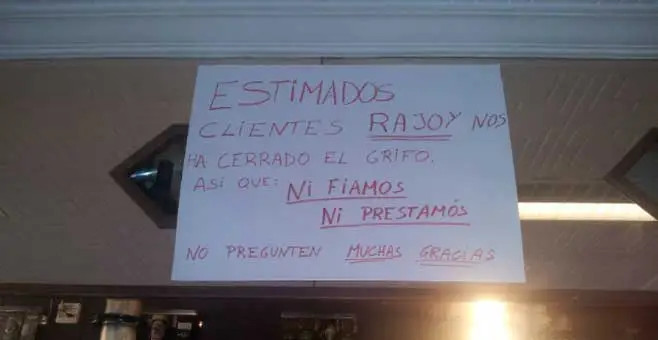 ESTIMADOS
CLIENTES RAJOY NOS
HA CERRADO EL GRIFO.
ASI QUE: NI FIAMOS
NI PRESTAMOS
NO PREGUNTEN MUCHAS GRACIAS